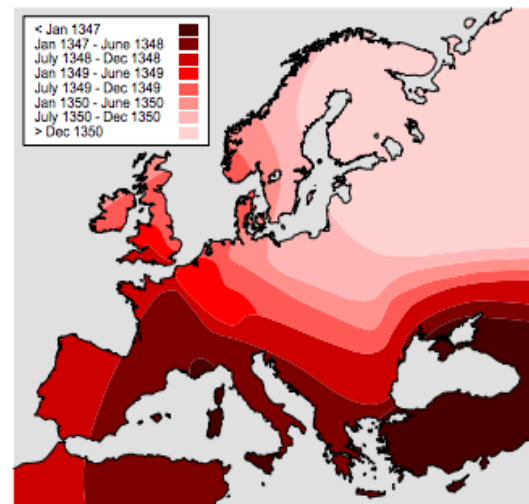 < Jan 1347
Jan 1347 - June 1348
July 1348 - Dec 1348
Jan 1349 - June 1349
July 1349 - Dec 1349
Jan 1350 - June 1350
July 1350 - Dec 1350
> Dec 1350